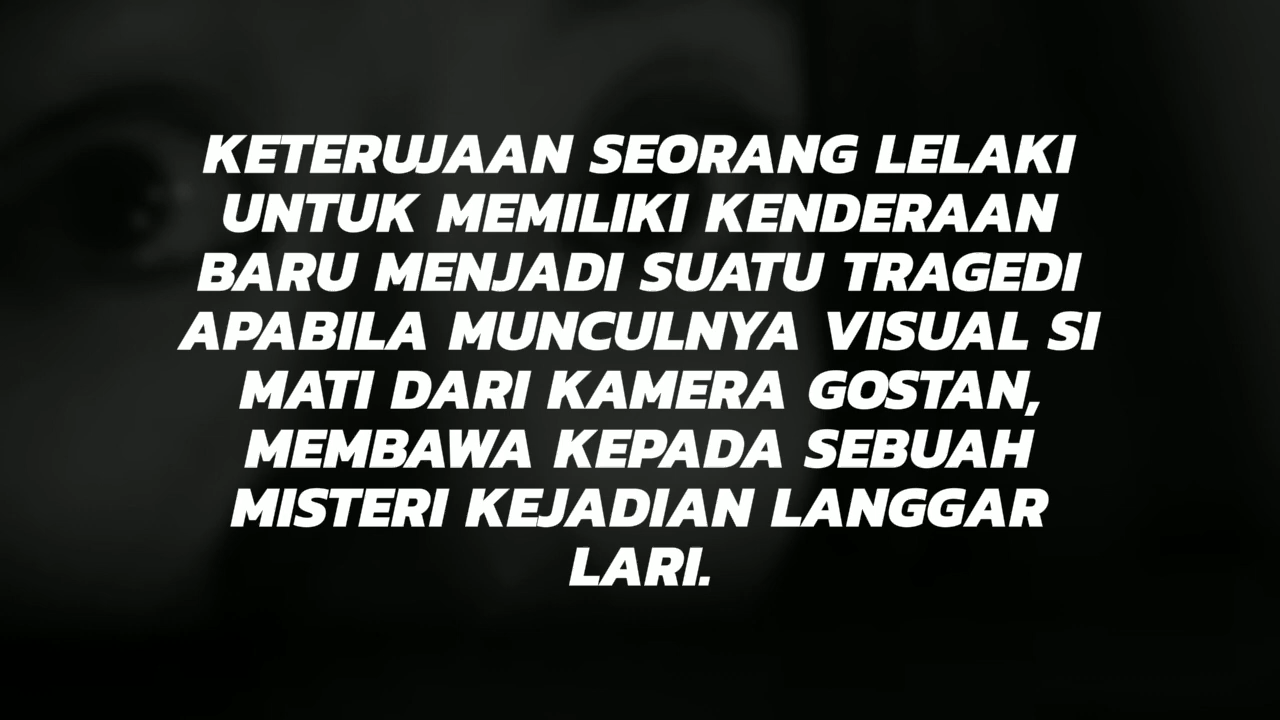 KETERUJAAN SEORANG LELAKI
UNTUK MEMILIKI KENDERAAN
BARU MENJADI SUATU TRAGEDI
APABILA MUNCULNYA VISUAL SI
MATI DARI KAMERA GOSTAN,
MEMBAWA KEPADA SEBUAH
MISTERI KEJADIAN LANGGAR
LARI.